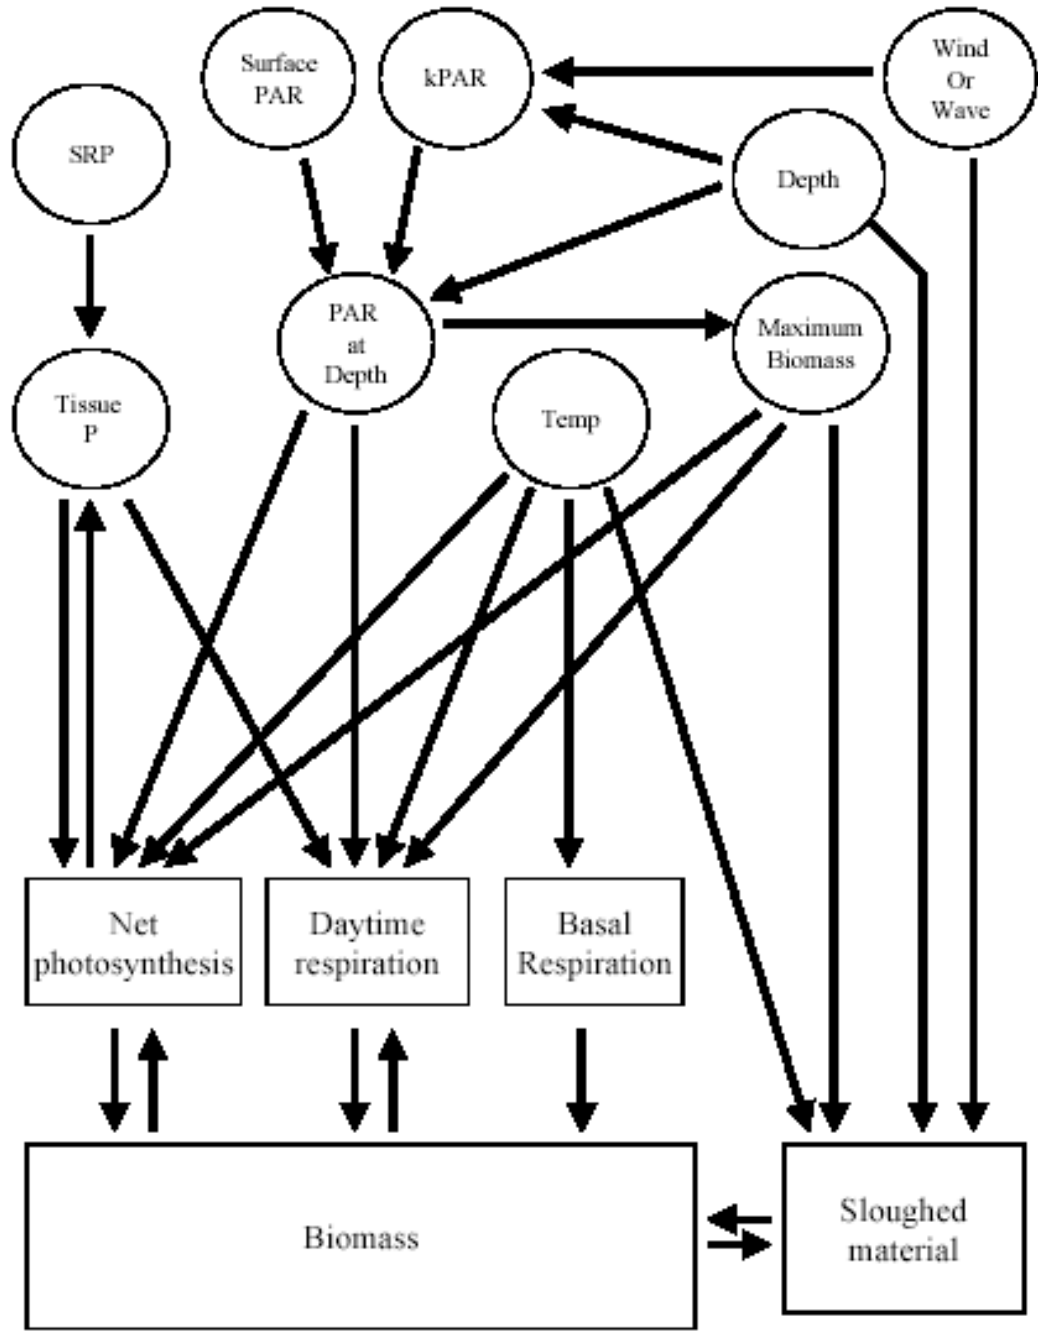 Surface
PAR
kPAR
Wind
Or
Wave
SRP
Depth
PAR
at
Depth
Maximum
Biomass
Tissue
P
Temp
Net
photosynthesis
Daytime
respiration
Basal
Respiration
Biomass
Sloughed
material